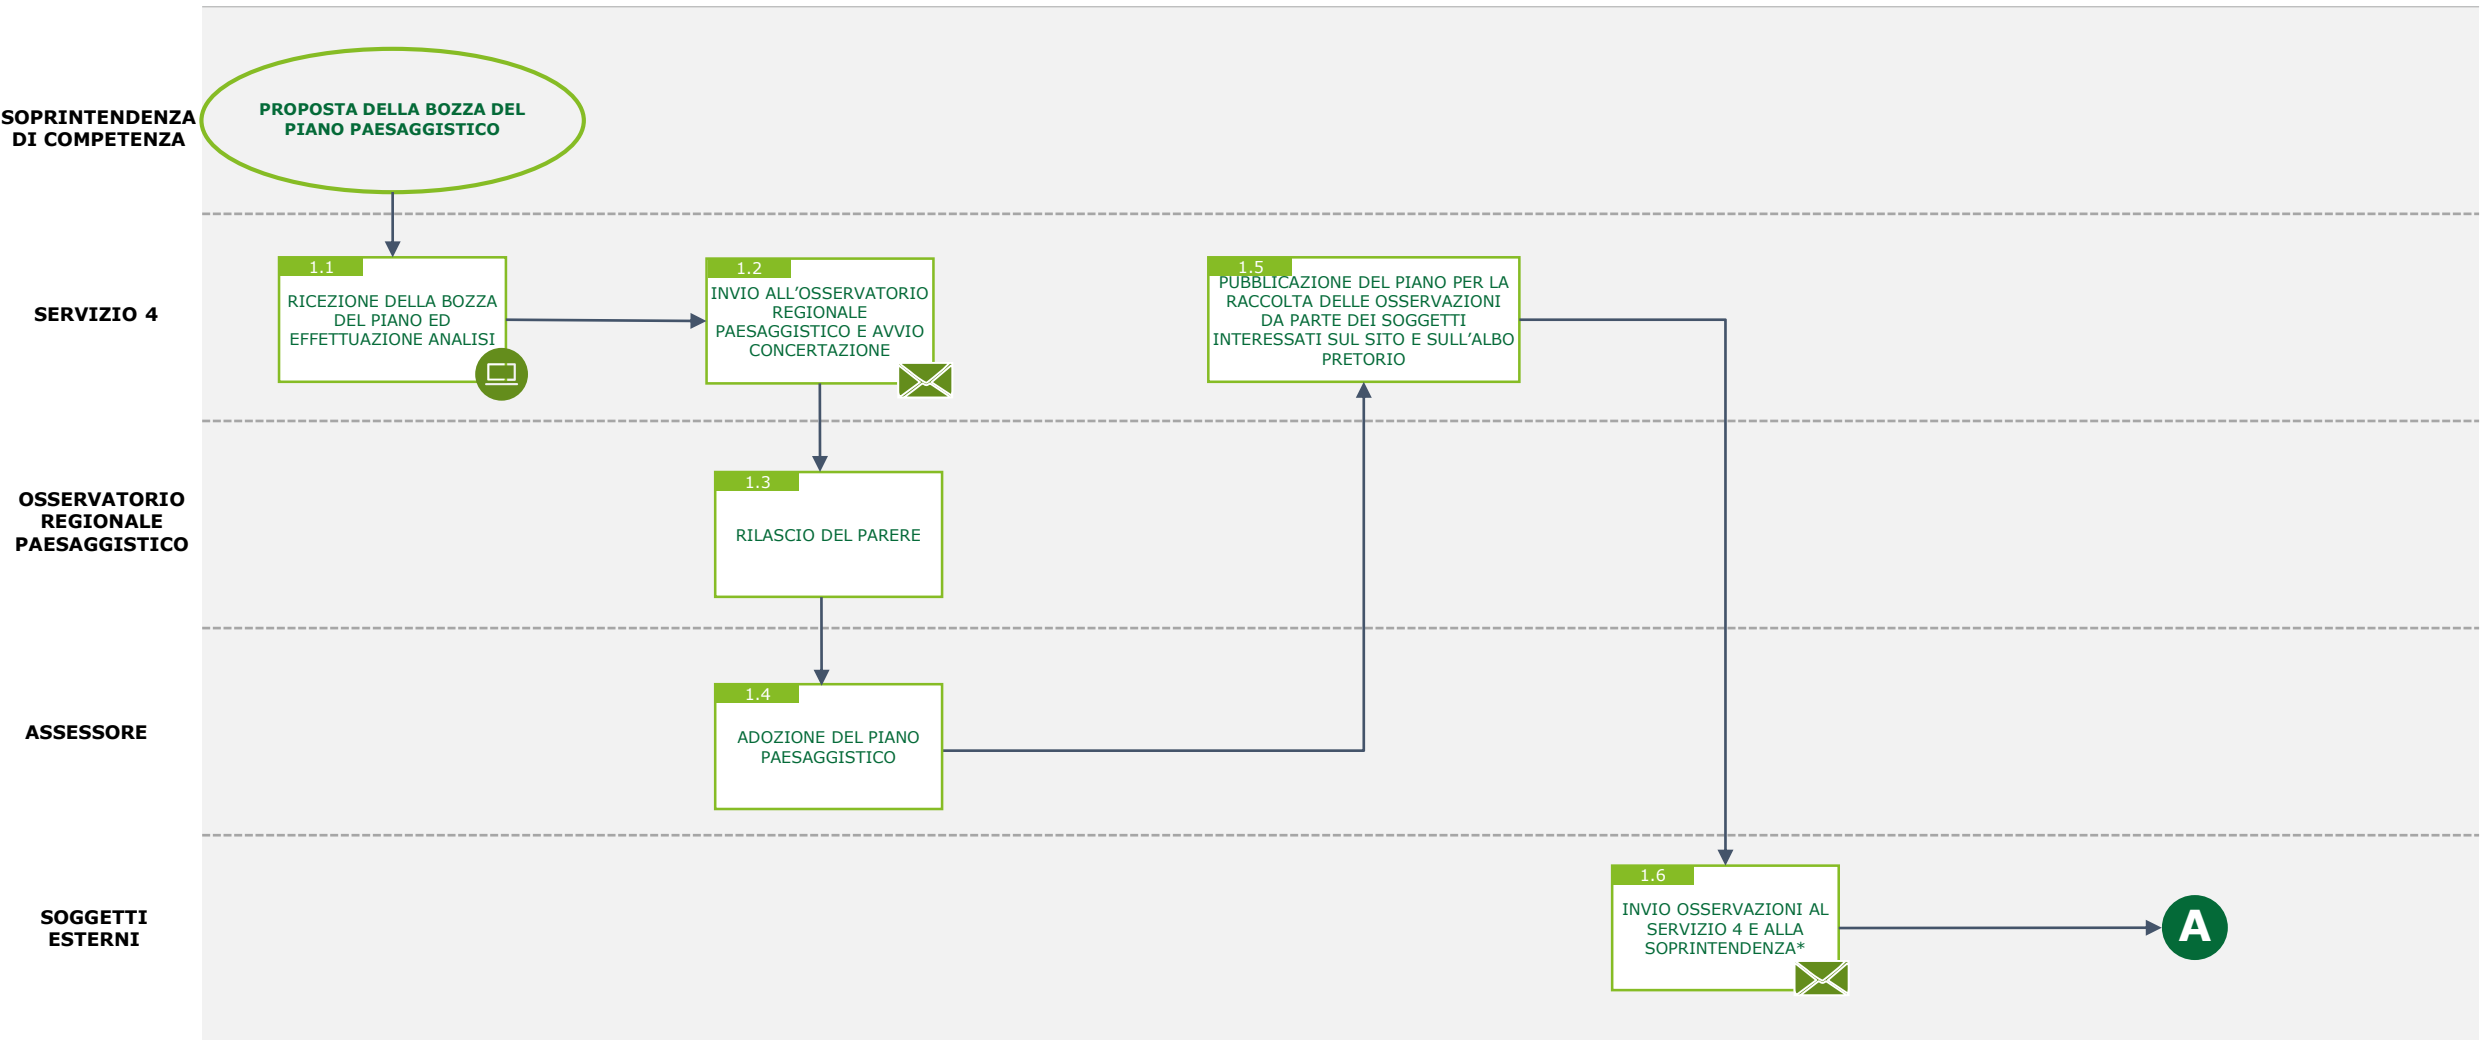 SOPRINTENDENZA
DI COMPETENZA
PROPOSTA DELLA BOZZA DEL
PIANO PAESAGGISTICO
SERVIZIO 4
1.1
RICEZIONE DELLA BOZZA
DEL PIANO ED
EFFETTUAZIONE ANALISI
1.2
INVIO ALL’OSSERVATORIO
REGIONALE
PAESAGGISTICO E AVVIO
CONCERTAZIONE
1.5
PUBBLICAZIONE DEL PIANO PER LA
RACCOLTA DELLE OSSERVAZIONI
DA PARTE DEI SOGGETTI
INTERESSATI SUL SITO E SULL’ALBO
PRETORIO
OSSERVATORIO
REGIONALE
PAESAGGISTICO
1.3
RILASCIO DEL PARERE
ASSESSORE
1.4
ADOZIONE DEL PIANO
PAESAGGISTICO
SOGGETTI
ESTERNI
1.6
INVIO OSSERVAZIONI AL
SERVIZIO 4 E ALLA
SOPRINTENDENZA*
A